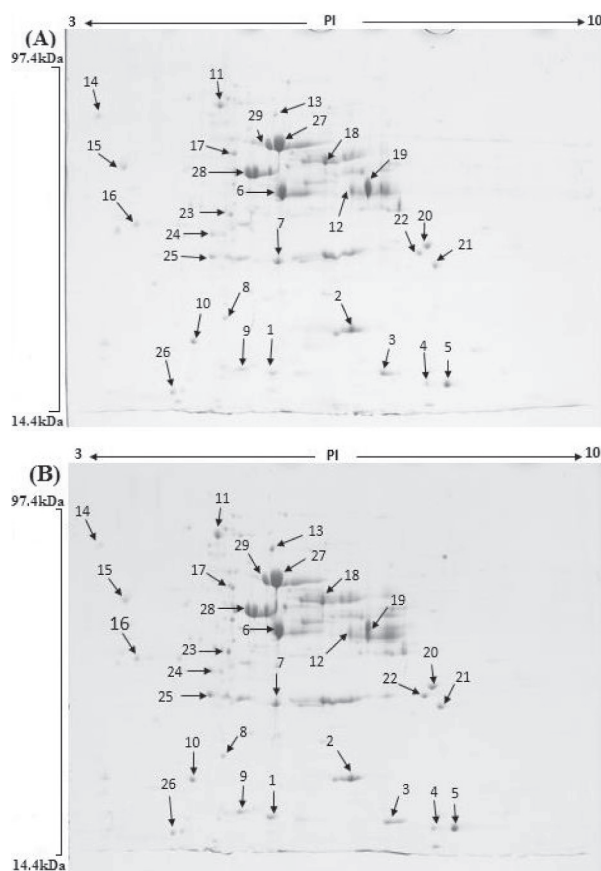 3 PI 10
(A)
97.4kDa
14 11 13
29 27
15 17 18
28 19
16 6
23 12 22 20
24 7 21
25
10 8 2
9 1 3 4 5
26
14.4kDa
3 PI 10
(B)
97.4kDa
11
14 13
29 27
15 17 18
28 19
16 6
23 12
24 7 20
25 22 21
10 8 2
26 9 1 3 4 5
14.4kDa